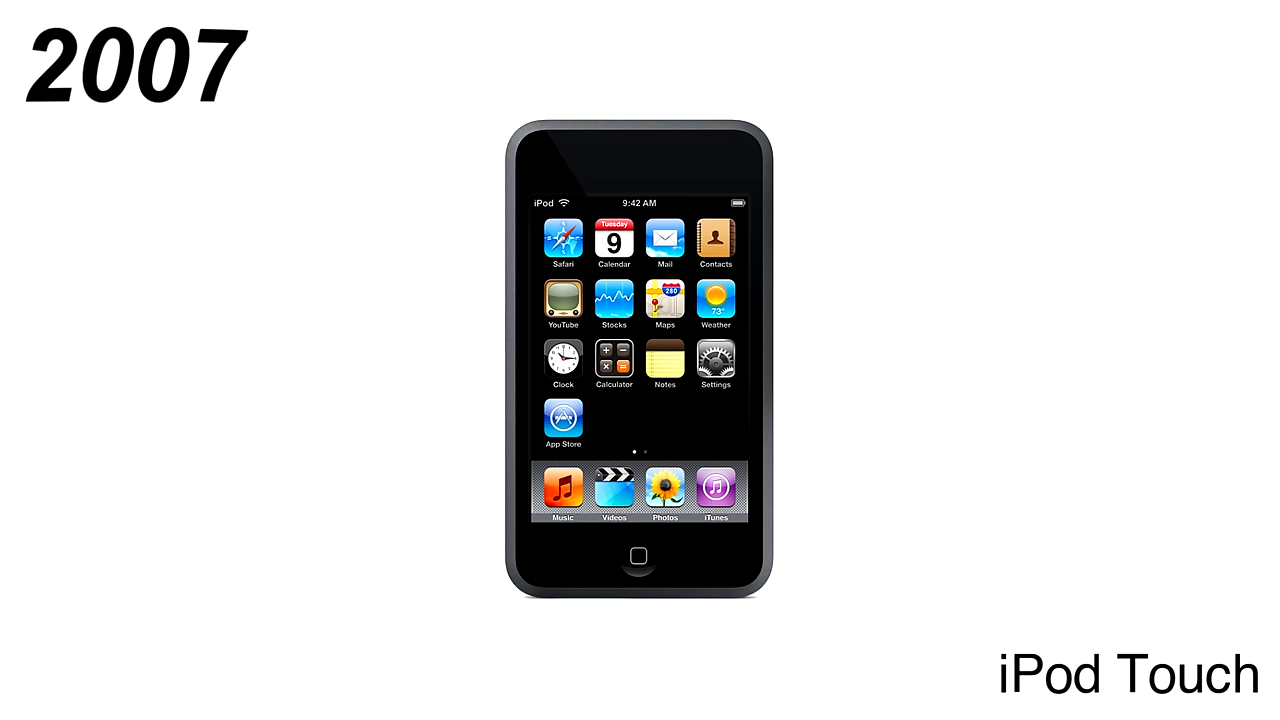 2007
iPod 9:42 AM
Tuesday
9
280
73°
Safari Calendar Mail Contacts
YouTube Stocks Maps Weather
Clock Calculator Notes Settings
App Store
Music Videos Photos iTunes
iPod Touch